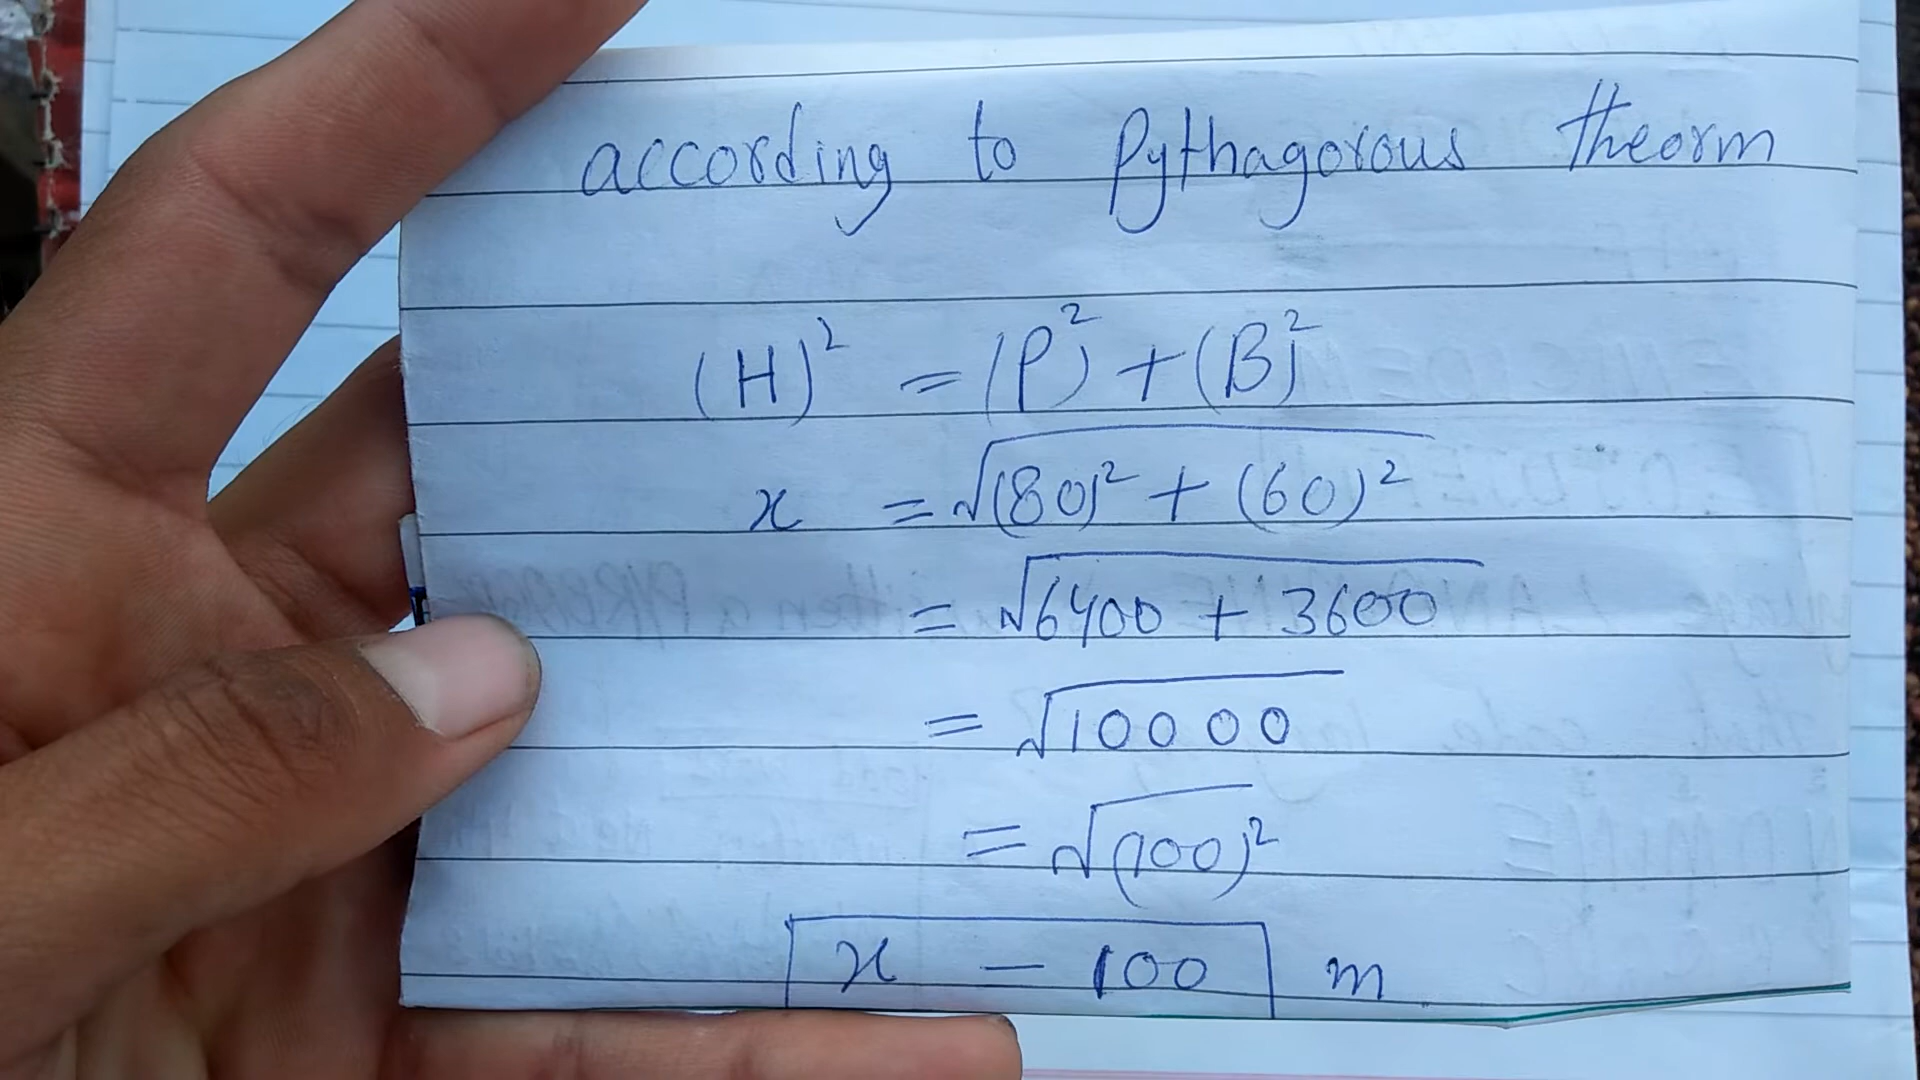 according to Pythagorous theorm
(H)² = (P)² + (B)²
x = √(80)² + (60)²
= √6400 + 3600
= √10000
= √(100)²
x = 100 m